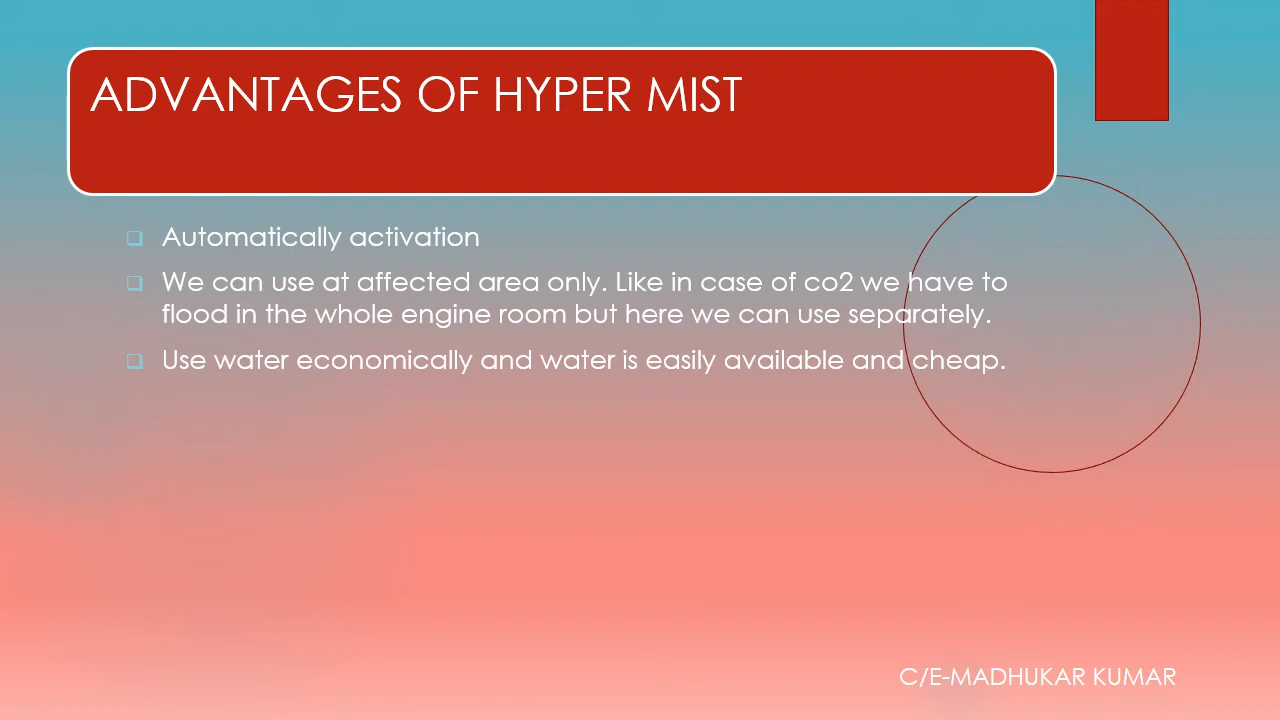 ADVANTAGES OF HYPER MIST
Automatically activation
We can use at affected area only. Like in case of co2 we have to
flood in the whole engine room but here we can use separately.
Use water economically and water is easily available and cheap.
C/E-MADHUKAR KUMAR